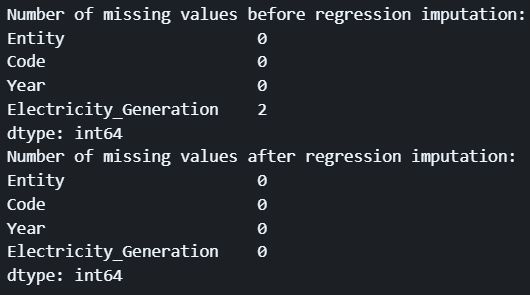 Number of missing values before regression imputation:
Entity 0
Code 0
Year 0
Electricity_Generation 2
dtype: int64
Number of missing values after regression imputation:
Entity 0
Code 0
Year 0
Electricity_Generation 0
dtype: int64